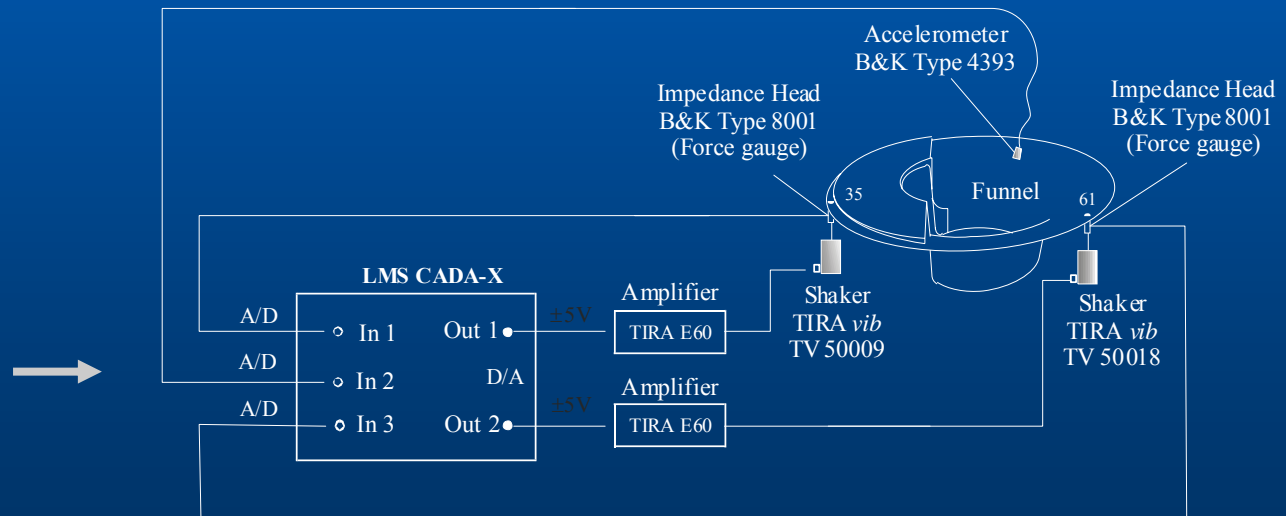 Accelerometer
B&K Type 4393
Impedance Head
B&K Type 8001
(Force gauge)
Impedance Head
B&K Type 8001
(Force gauge)
35
Funnel
61
LMS CADA-X
A/D
In 1
Out 1
±5V
Amplifier
TIRA E60
Shaker
TIRA vib
TV 50009
Shaker
TIRA vib
TV 50018
A/D
In 2
D/A
A/D
In 3
Out 2
±5V
Amplifier
TIRA E60